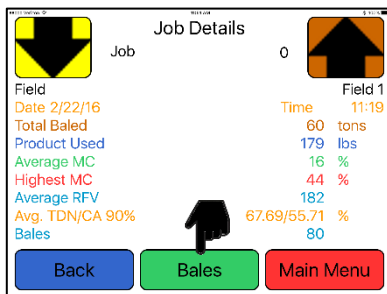 Job Details
Job 0
Field Field 1
Date 2/22/16 Time 11:19
Total Baled 60 tons
Product Used 179 lbs
Average MC 16 %
Highest MC 44 %
Average RFV 182
Avg. TDN/CA 90% 67.69/55.71 %
Bales 80
Back Bales Main Menu